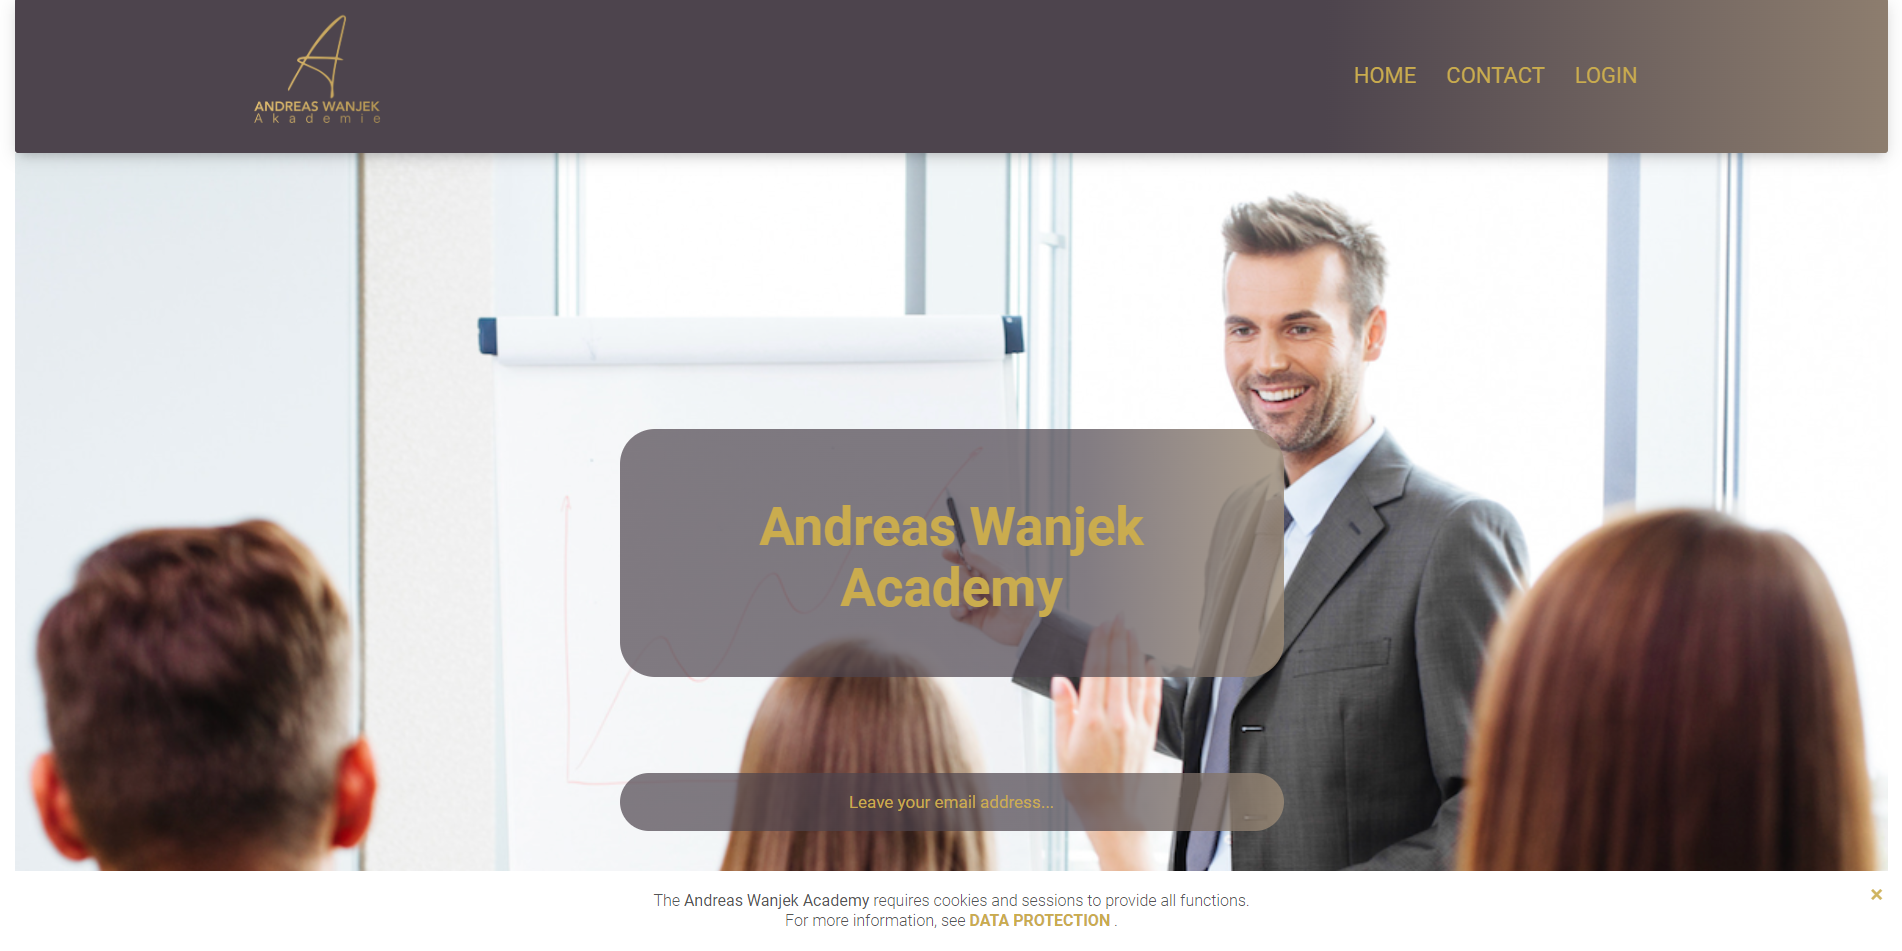 ANDREAS WANJEK
Akademie
HOME CONTACT LOGIN
Andreas Wanjek
Academy
Leave your email address...
The Andreas Wanjek Academy requires cookies and sessions to provide all functions.
×
For more information, see DATA PROTECTION .